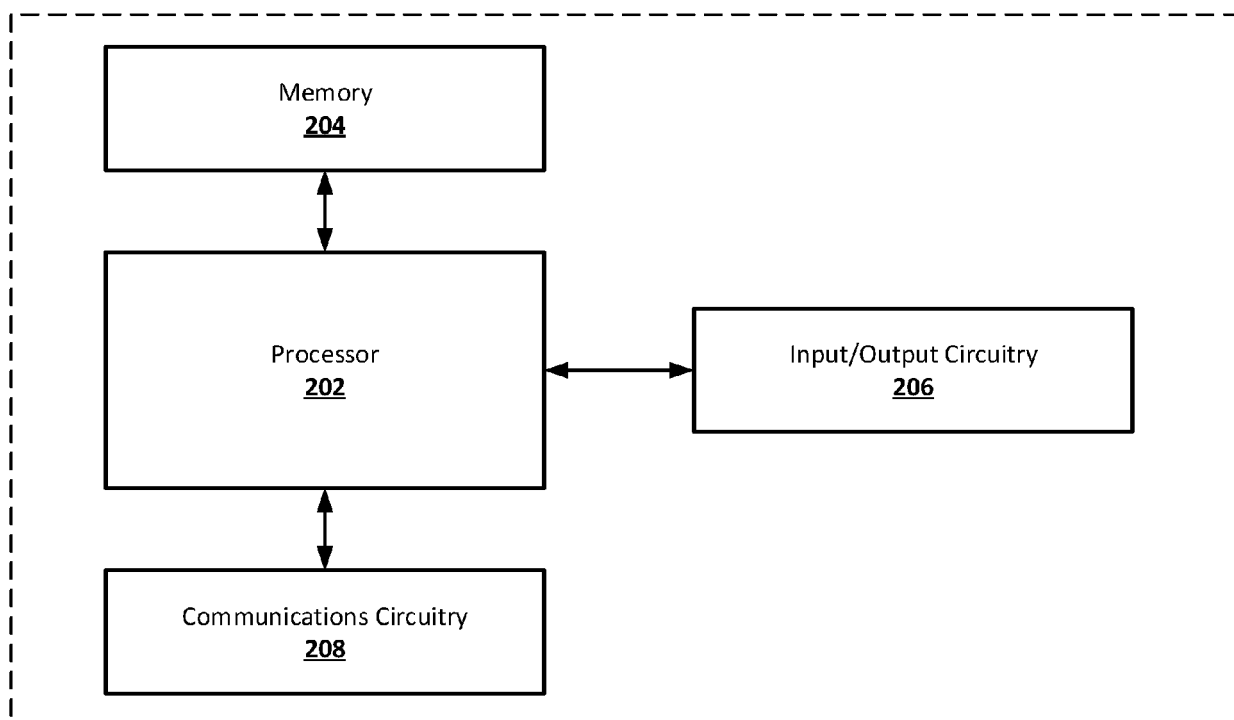 Memory
204
Processor
202
Input/Output Circuitry
206
Communications Circuitry
208